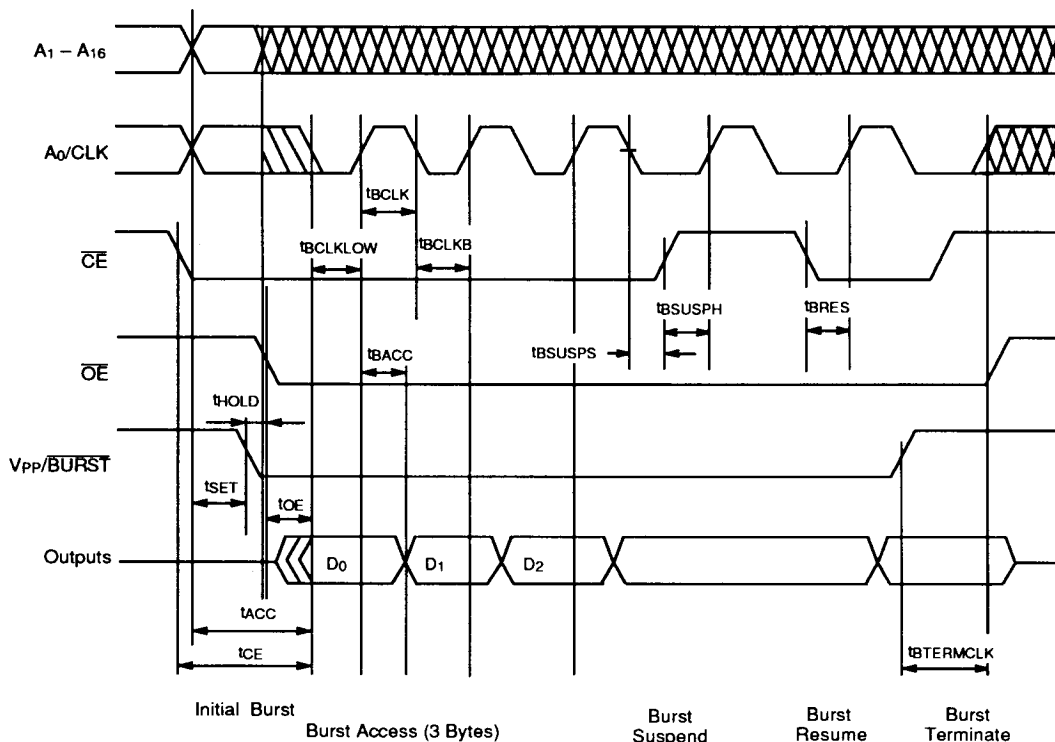 A1 – A16
A0/CLK
tBCLK
CE
tBCLKLOW
tBCLKB
tBSUSPH
tBRES
OE
tBACC
tBSUSPS
tHOLD
VPP/BURST
tSET
tOE
Outputs
D0
D1
D2
tACC
tCE
tBTERMCLK
Initial Burst
Burst Access (3 Bytes)
Burst
Suspend
Burst
Resume
Burst
Terminate